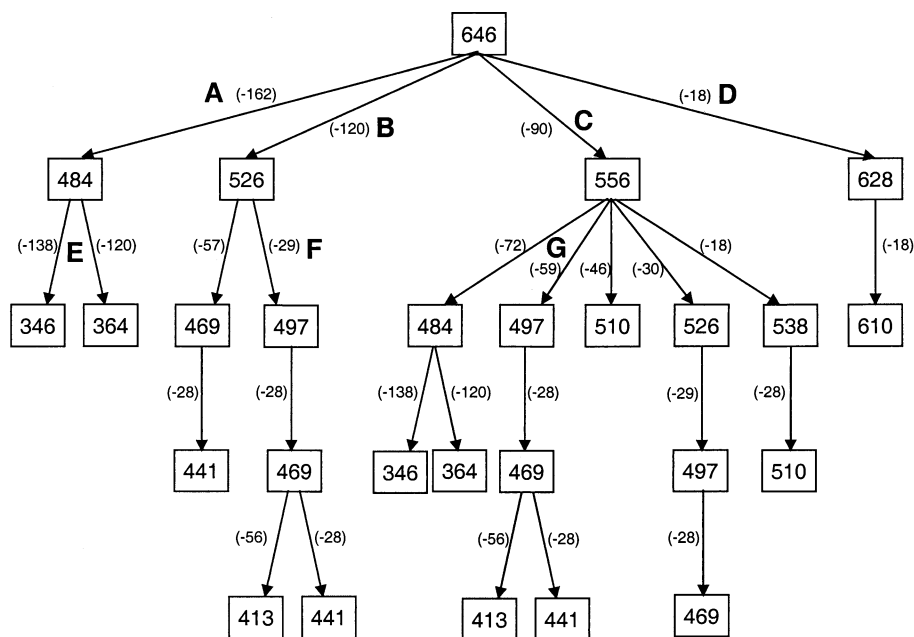 646
A (-162)
(-120) B
(-90) C
(-18) D
484 526 556 628
(-138) E (-120) (-57) (-29) F (-72) G (-59) (-46) (-30) (-18) (-18)
346 364 469 497 484 497 510 526 538 610
(-28) (-28) (-138) (-120) (-28) (-29) (-28)
441 469 346 364 469 497 510
(-56) (-28) (-56) (-28) (-28)
413 441 413 441 469